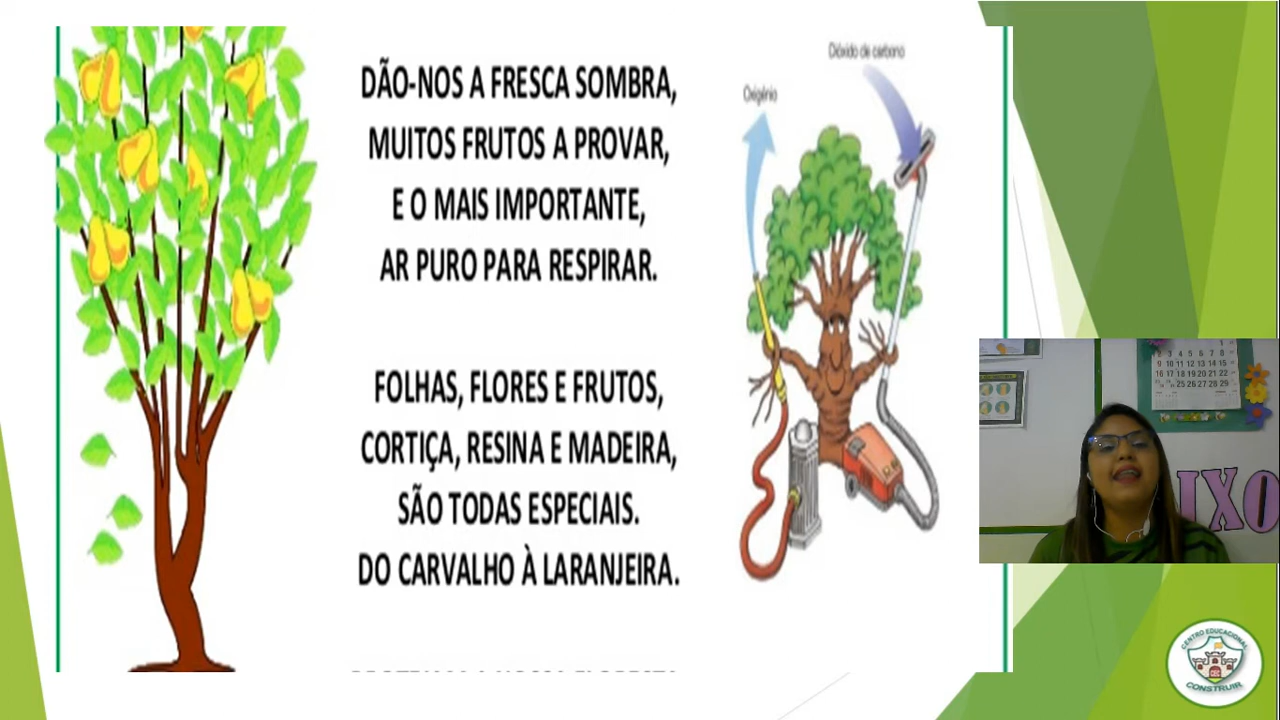 DÃO-NOS A FRESCA SOMBRA,
MUITOS FRUTOS A PROVAR,
E O MAIS IMPORTANTE,
AR PURO PARA RESPIRAR.
FOLHAS, FLORES E FRUTOS,
CORTIÇA, RESINA E MADEIRA,
SÃO TODAS ESPECIAIS.
DO CARVALHO À LARANJEIRA.
Dióxido de carbono
Oxigénio
IXO
CENTRO EDUCACIONAL
CONSTRUIR